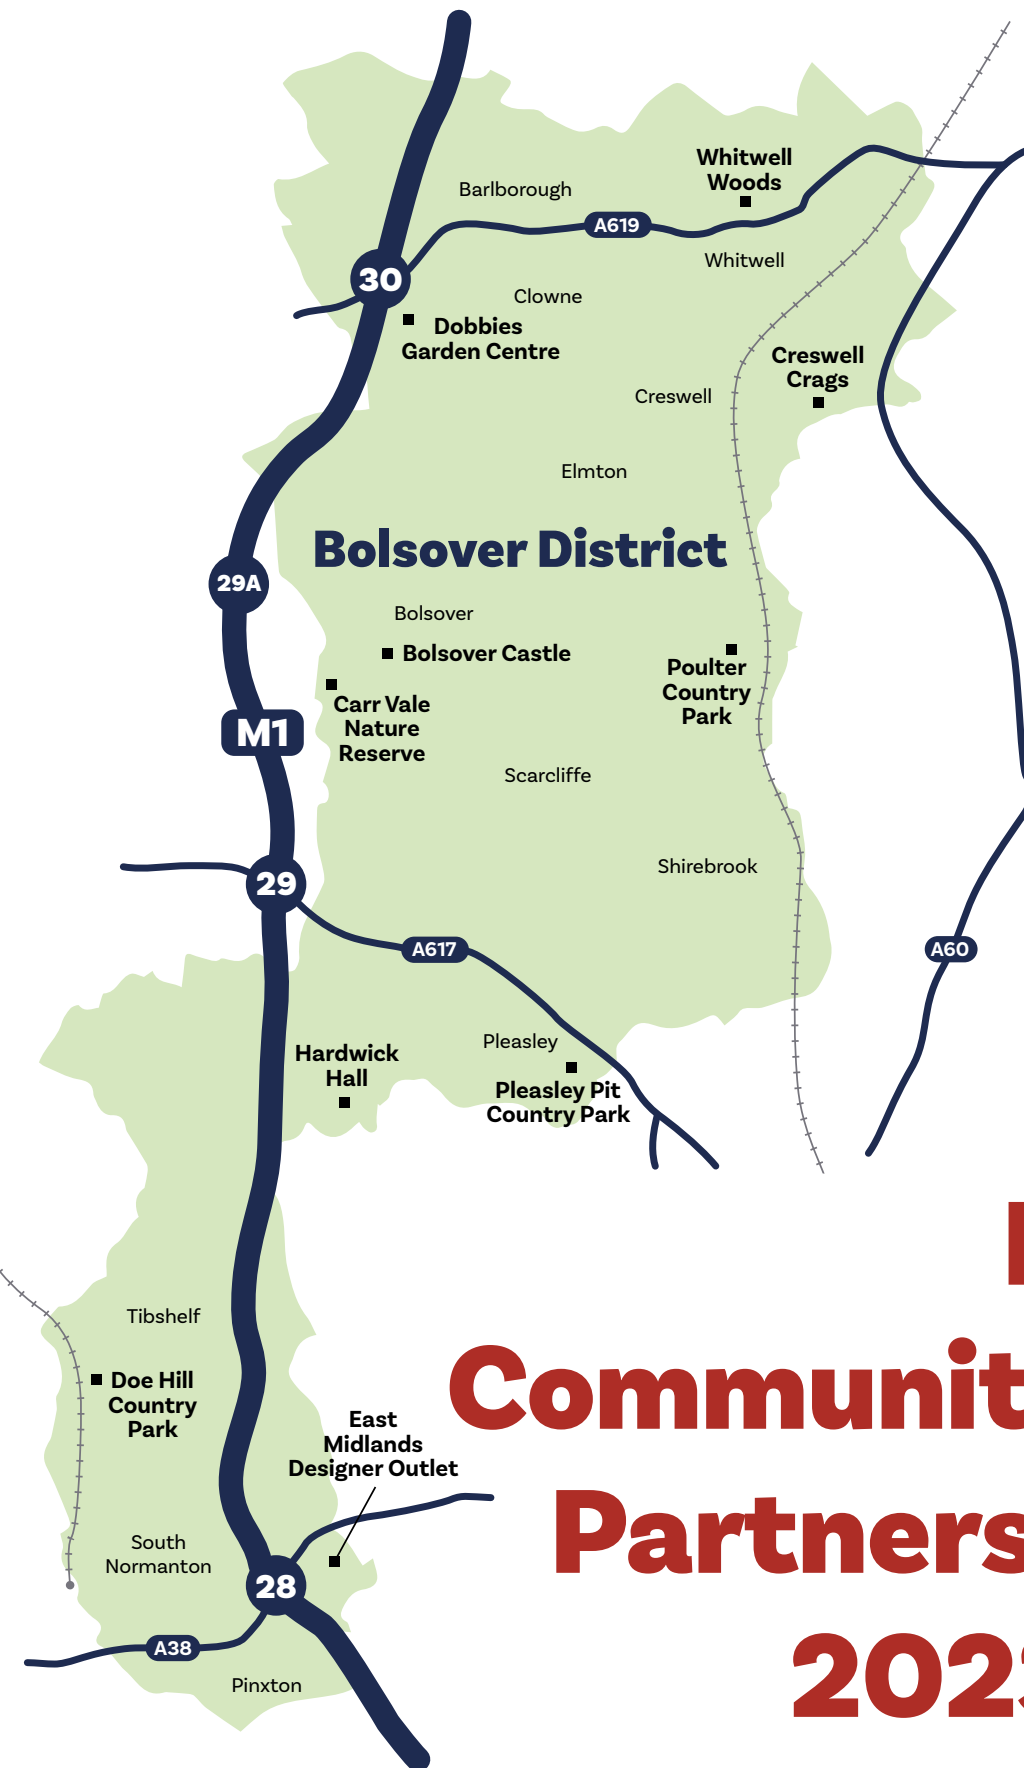 Whitwell
Woods
Barlborough
A619
Whitwell
30
Clowne
Dobbies
Garden Centre
Creswell
Crags
Creswell
Elmton
Bolsover District
29A
Bolsover
Bolsover Castle
Poulter
Country
Park
Carr Vale
Nature
Reserve
M1
Scarcliffe
Shirebrook
29
A617
A60
Pleasley
Hardwick
Hall
Pleasley Pit
Country Park
Tibshelf
Doe Hill
Country
Park
Communit
East
Midlands
Designer Outlet
Partners
South
Normanton
28
A38
202
Pinxton